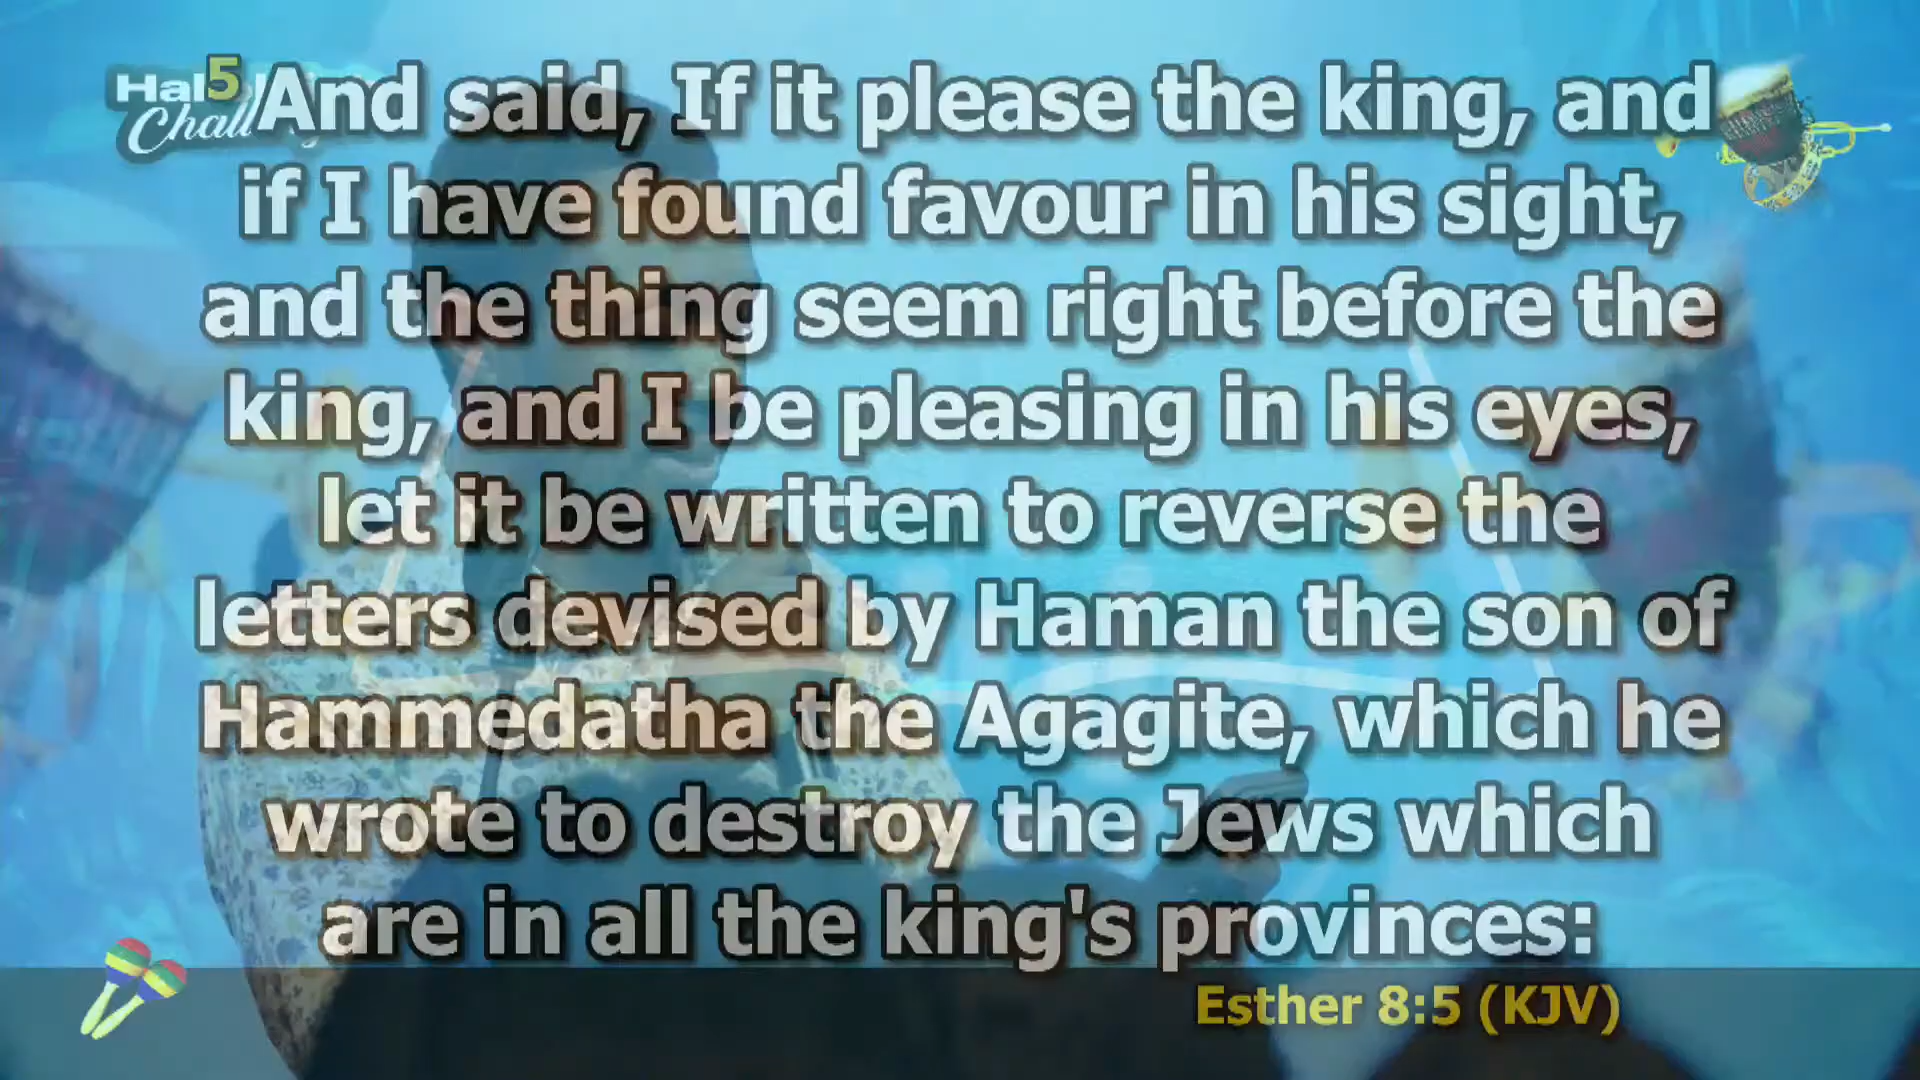 5 And said, If it please the king, and
if I have found favour in his sight,
and the thing seem right before the
king, and I be pleasing in his eyes,
let it be written to reverse the
letters devised by Haman the son of
Hammedatha the Agagite, which he
wrote to destroy the Jews which
are in all the king's provinces:
Esther 8:5 (KJV)